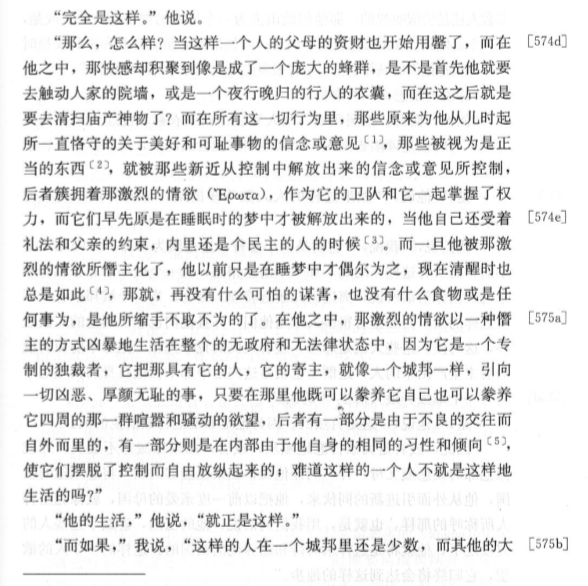 “完全是这样。”他说。
“那么，怎么样？当这样一个人的父母的资财也开始用罄了，而在 [574d]
他之中，那快感却积聚到像是成了一个庞大的蜂群，是不是首先他就要
去触动人家的院墙，或是一个夜行晚归的行人的衣囊，而在这之后就是
要去清扫庙产神物了？而在所有这一切行为里，那些原来为他从儿时起
所一直恪守的关于美好和可耻事物的信念或意见〔1〕，那些被视为是正
当的东西〔2〕，就被那些新近从控制中解放出来的信念或意见所控制，
后者簇拥着那激烈的情欲（Ἔρωτα），作为它的卫队和它一起掌握了权
力，而它们早先原是在睡眠时的梦中才被解放出来的，当他自己还受着 [574e]
礼法和父亲的约束，内里还是个民主的人的时候〔3〕。而一旦他被那激
烈的情欲所僭主化了，他以前只是在睡梦中才偶尔为之，现在清醒时也
总是如此〔4〕，那就，再没有什么可怕的谋害，也没有什么食物或是任
何事为，是他所缩手不取不为的了。在他之中，那激烈的情欲以一种僭 [575a]
主的方式凶暴地生活在整个的无政府和无法律状态中，因为它是一个专
制的独裁者，它把那具有它的人，它的寄主，就像一个城邦一样，引向
一切凶恶、厚颜无耻的事，只要在那里他既可以豢养它自己也可以豢养
它四周的那一群喧嚣和骚动的欲望，后者有一部分是由于不良的交往而
自外而里的，有一部分则是在内部由于他自身的相同的习性和倾向〔5〕，
使它们摆脱了控制而自由放纵起来的；难道这样的一个人不就是这样地
生活的吗？”
“他的生活，”他说，“就正是这样。”
“而如果，”我说，“这样的人在一个城邦里还是少数，而其他的大 [575b]